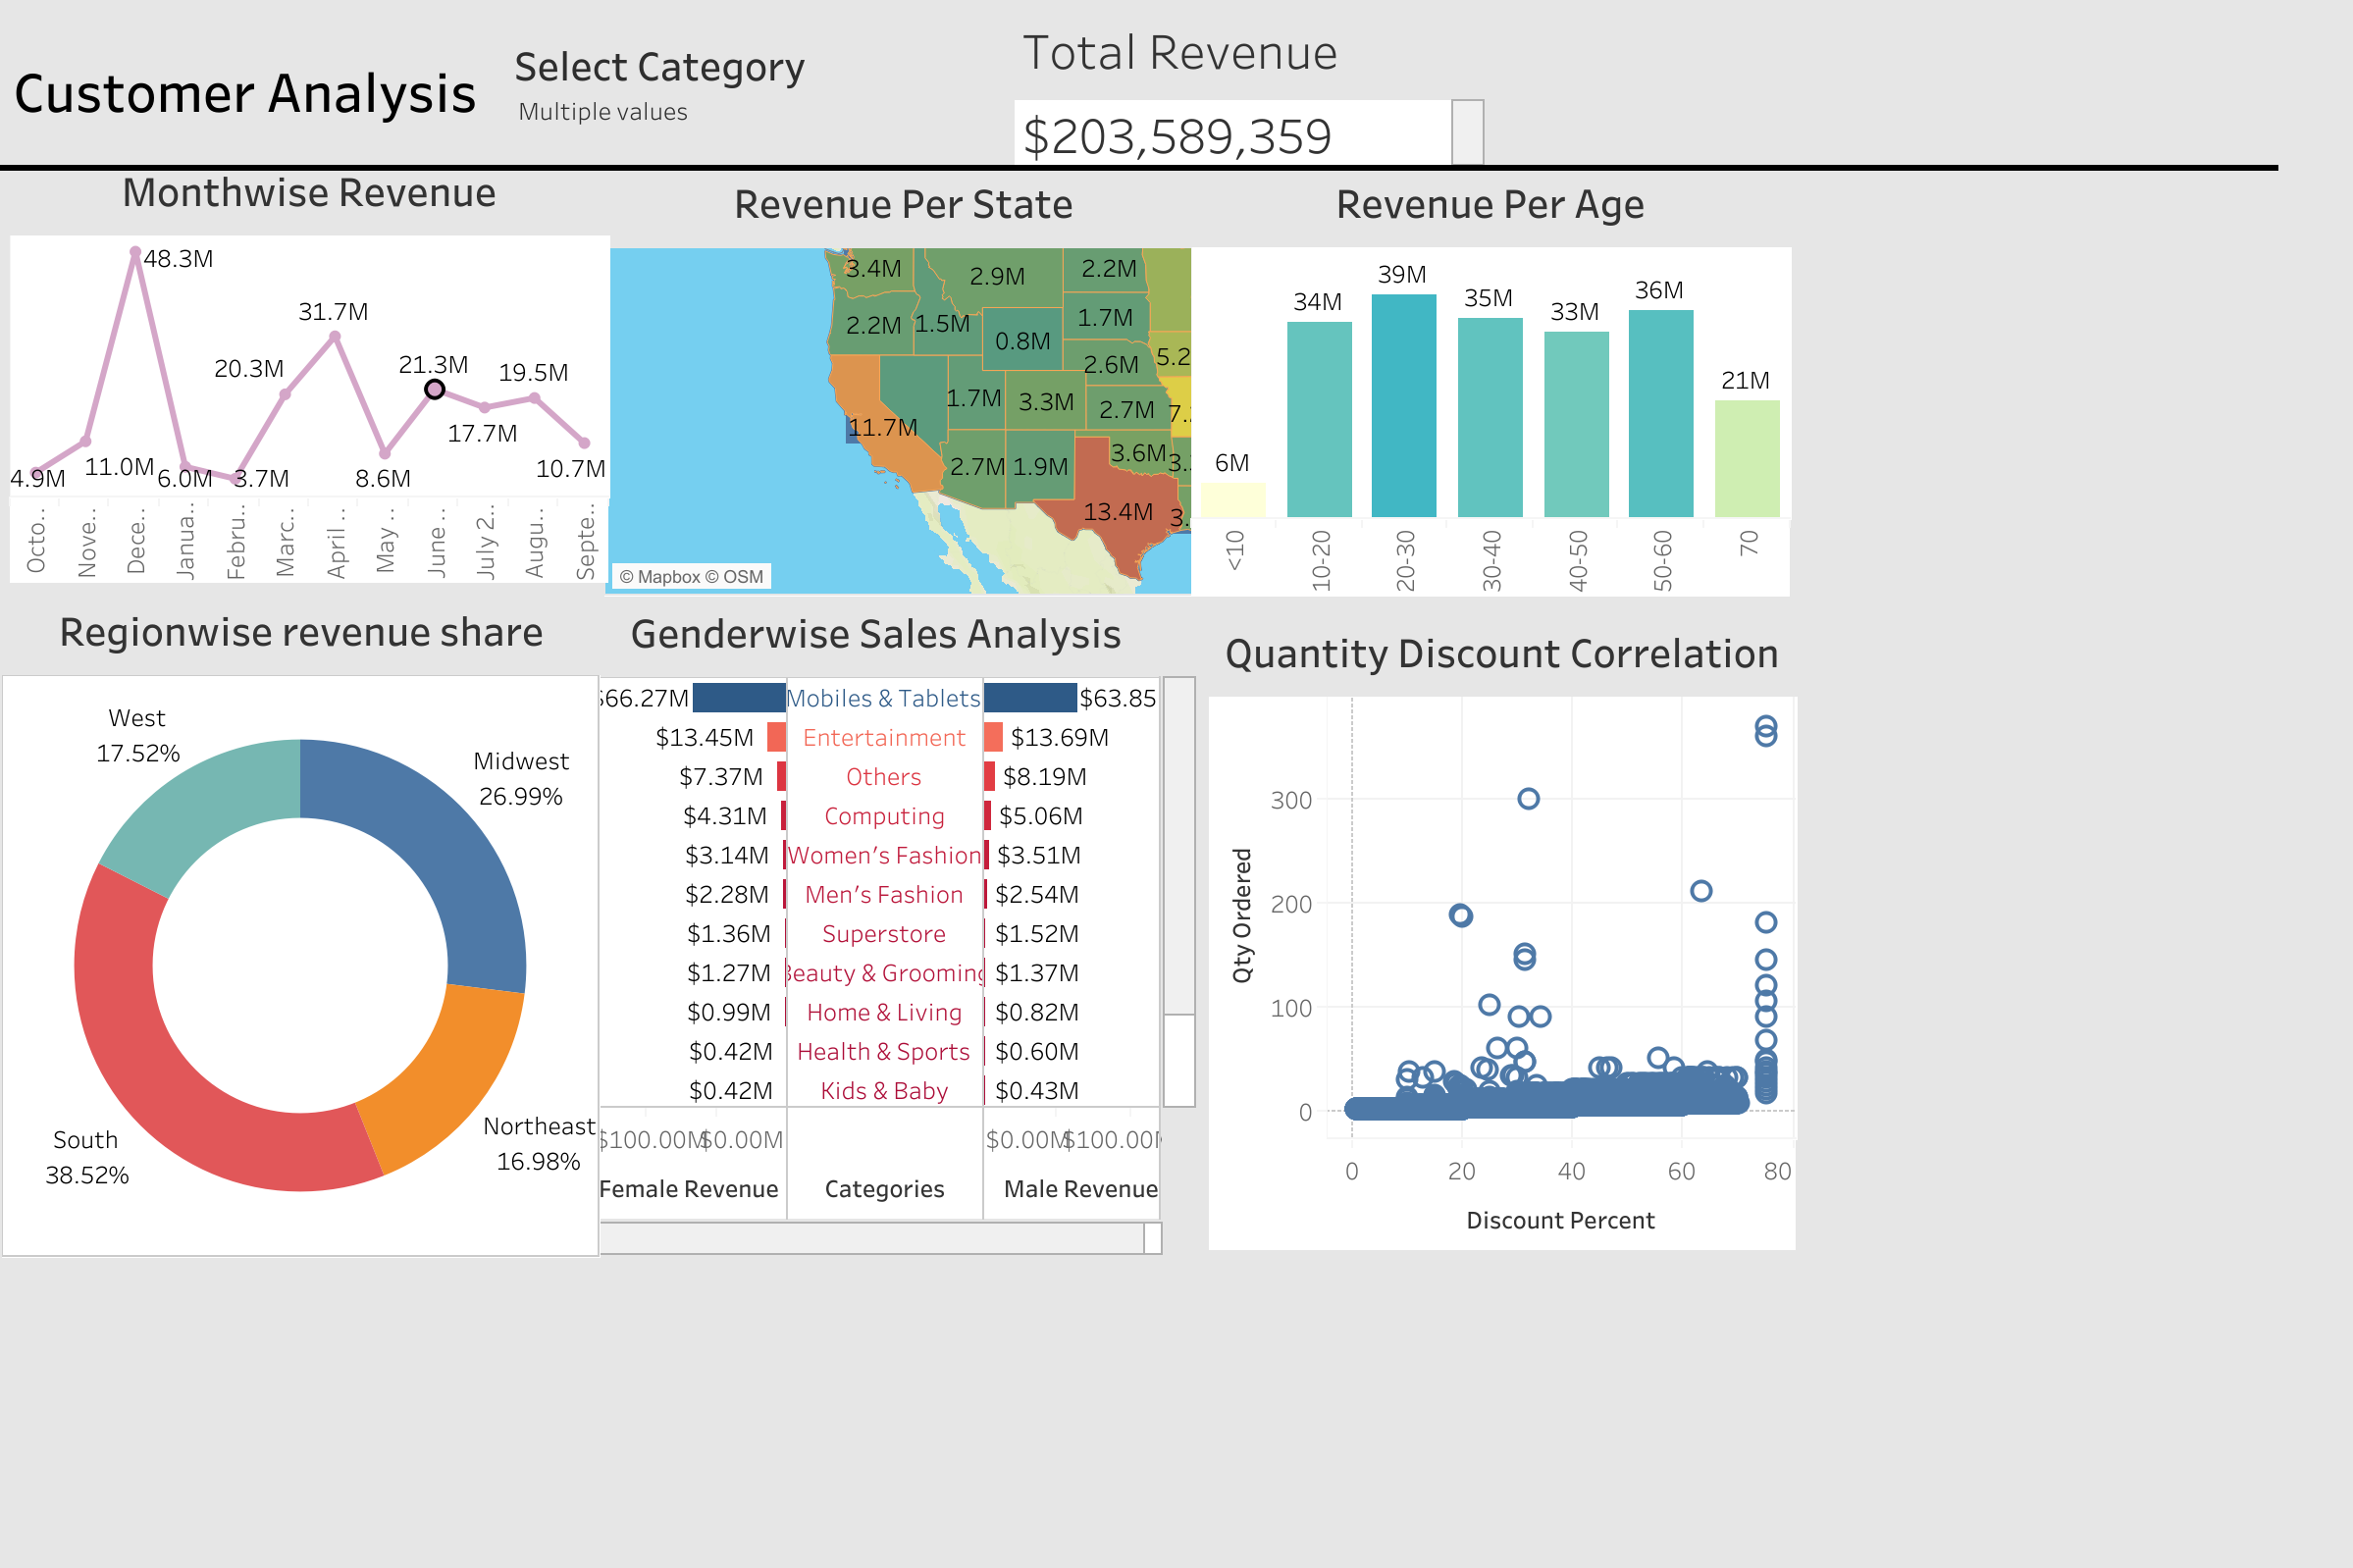 Customer Analysis
Select Category
Multiple values
Total Revenue
$203,589,359
Monthwise Revenue
48.3M
31.7M
20.3M
21.3M
19.5M
17.7M
4.9M
11.0M
6.0M
3.7M
8.6M
10.7M
Octo..
Nove..
Dece..
Janua..
Febru..
Marc..
April ..
May ..
June ..
July 2..
Augu..
Septe..
Revenue Per State
3.4M
2.9M
2.2M
2.2M
1.5M
0.8M
1.7M
5.2
2.6M
1.7M
3.3M
2.7M
7.
11.7M
2.7M
1.9M
3.6M
3.
13.4M
3.
© Mapbox © OSM
Revenue Per Age
6M
34M
39M
35M
33M
36M
21M
<10
10-20
20-30
30-40
40-50
50-60
70
Regionwise revenue share
West
17.52%
Midwest
26.99%
Northeast
16.98%
South
38.52%
Genderwise Sales Analysis
$66.27M Mobiles & Tablets $63.85
$13.45M Entertainment $13.69M
$7.37M Others $8.19M
$4.31M Computing $5.06M
$3.14M Women's Fashion $3.51M
$2.28M Men's Fashion $2.54M
$1.36M Superstore $1.52M
$1.27M Beauty & Grooming $1.37M
$0.99M Home & Living $0.82M
$0.42M Health & Sports $0.60M
$0.42M Kids & Baby $0.43M
$100.00M $0.00M $0.00M $100.00M
Female Revenue Categories Male Revenue
Quantity Discount Correlation
Qty Ordered
300
200
100
0
0 20 40 60 80
Discount Percent